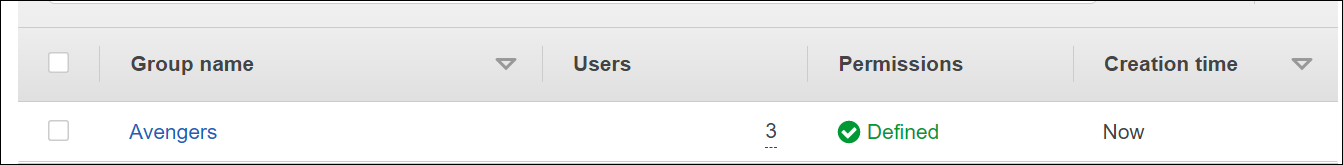 Group name Users Permissions Creation time
Avengers 3 Defined Now